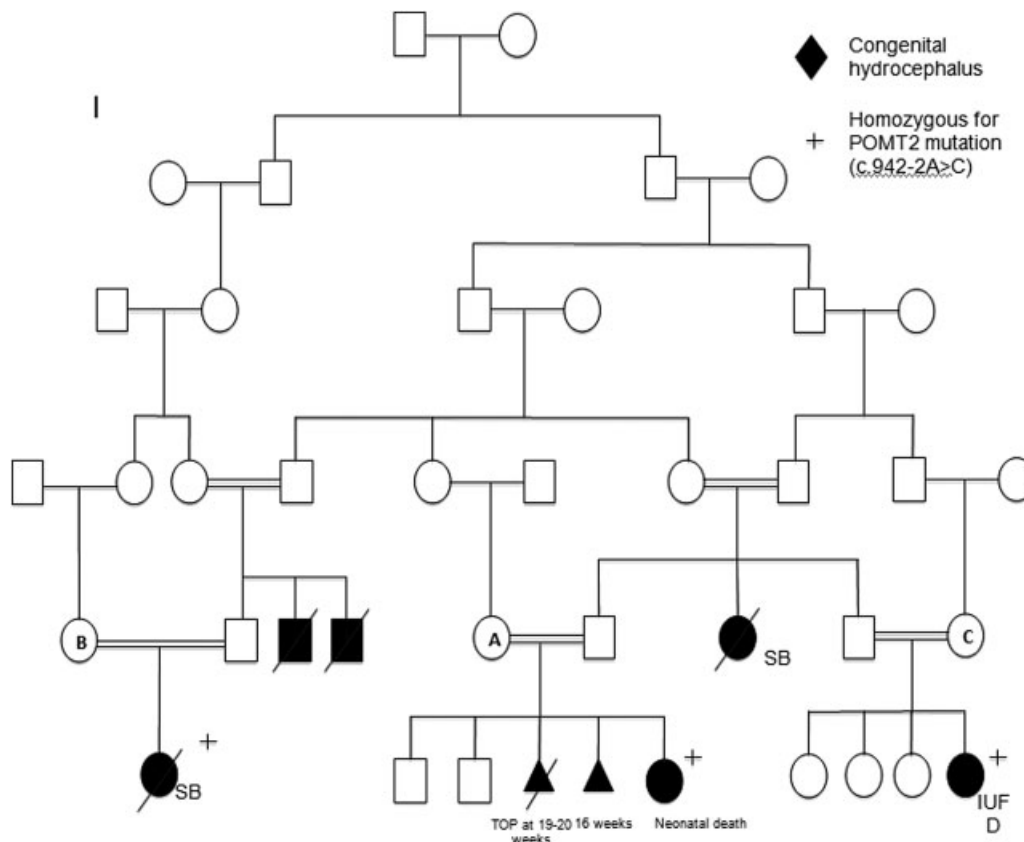 Congenital
hydrocephalus
I
+
Homozygous for
POMT2 mutation
(c.942-2A>C)
B
A
SB
C
+
SB
+
+
IUF
D
TOP at 19-20
weeks
16 weeks
Neonatal death